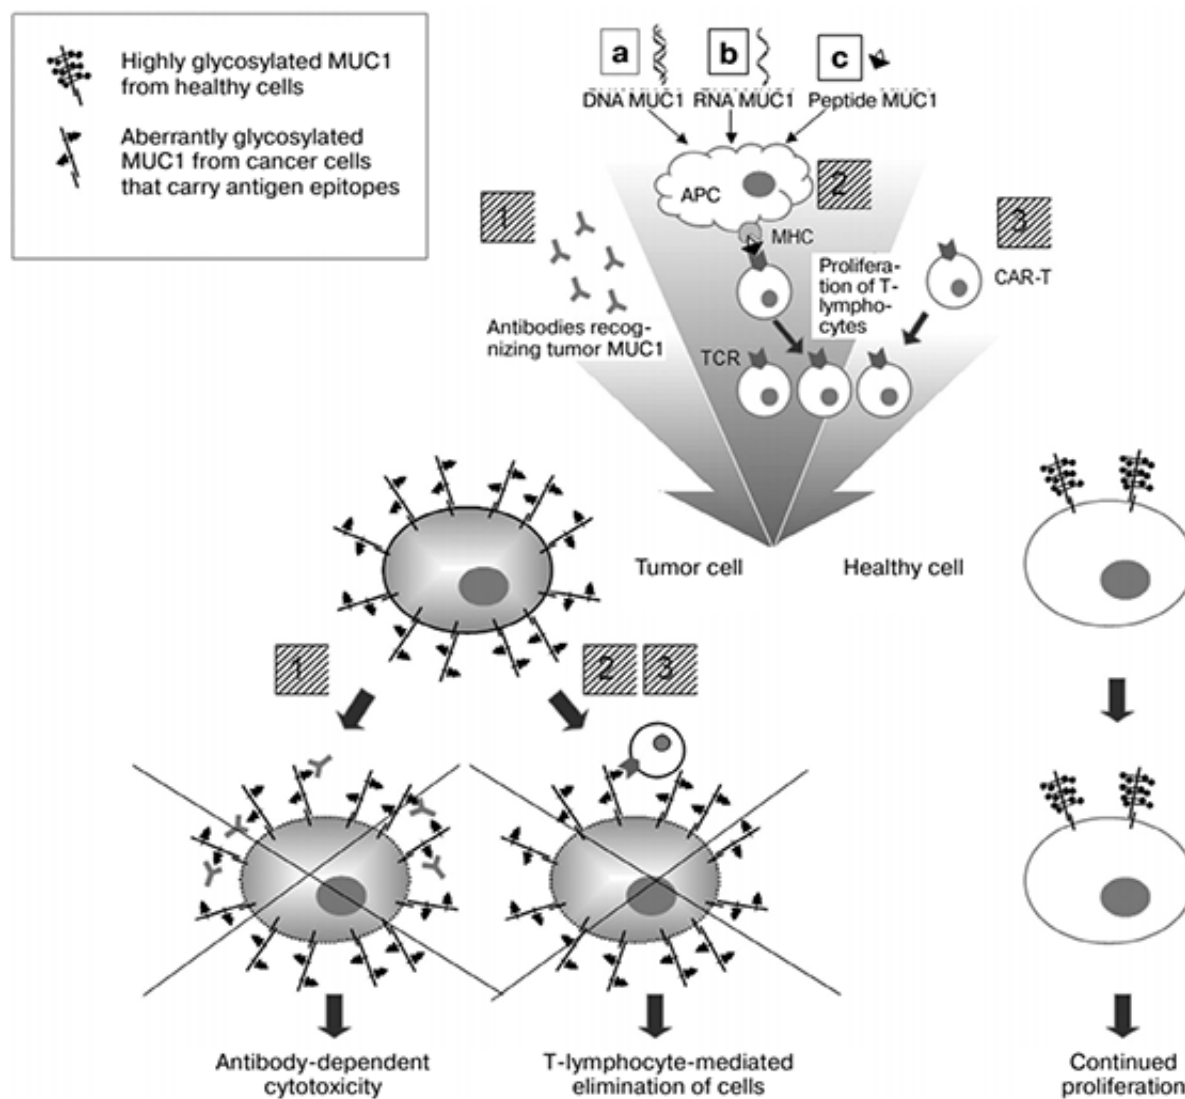 Highly glycosylated MUC1
from healthy cells
Aberrantly glycosylated
MUC1 from cancer cells
that carry antigen epitopes
a
b
c
DNA MUC1
RNA MUC1
Peptide MUC1
1
APC
2
MHC
3
CAR-T
Prolifera-
tion of T-
lympho-
cytes
Antibodies recog-
nizing tumor MUC1
TCR
Tumor cell
Healthy cell
1
2
3
Antibody-dependent
cytotoxicity
T-lymphocyte-mediated
elimination of cells
Continued
proliferation